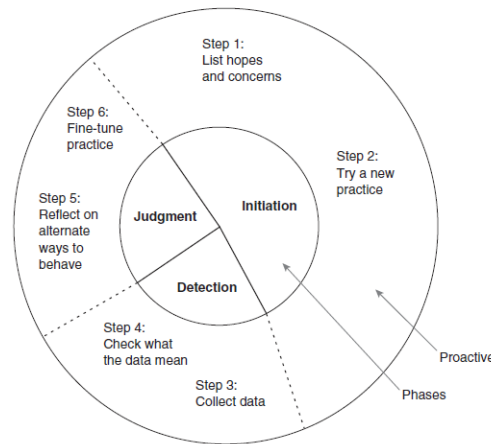 Step 1:
List hopes
and concerns
Step 2:
Try a new
practice
Step 6:
Fine-tune
practice
Step 5:
Reflect on
alternate
ways to
behave
Initiation
Judgment
Detection
Step 4:
Check what
the data mean
Step 3:
Collect data
Proactive
Phases